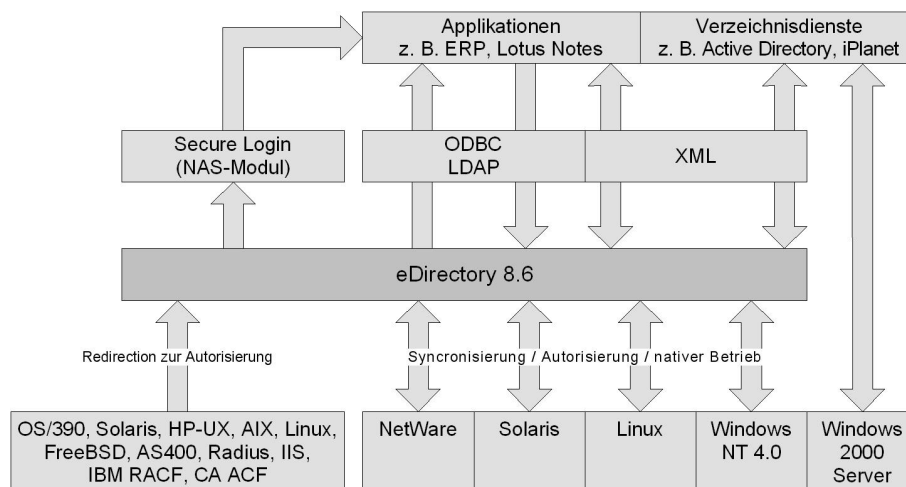 Applikationen
z. B. ERP, Lotus Notes
Verzeichnisdienste
z. B. Active Directory, iPlanet
Secure Login
(NAS-Modul)
ODBC
LDAP
XML
eDirectory 8.6
Redirection zur Autorisierung
Syncronisierung / Autorisierung / nativer Betrieb
OS/390, Solaris, HP-UX, AIX, Linux,
FreeBSD, AS400, Radius, IIS,
IBM RACF, CA ACF
NetWare
Solaris
Linux
Windows
NT 4.0
Windows
2000
Server